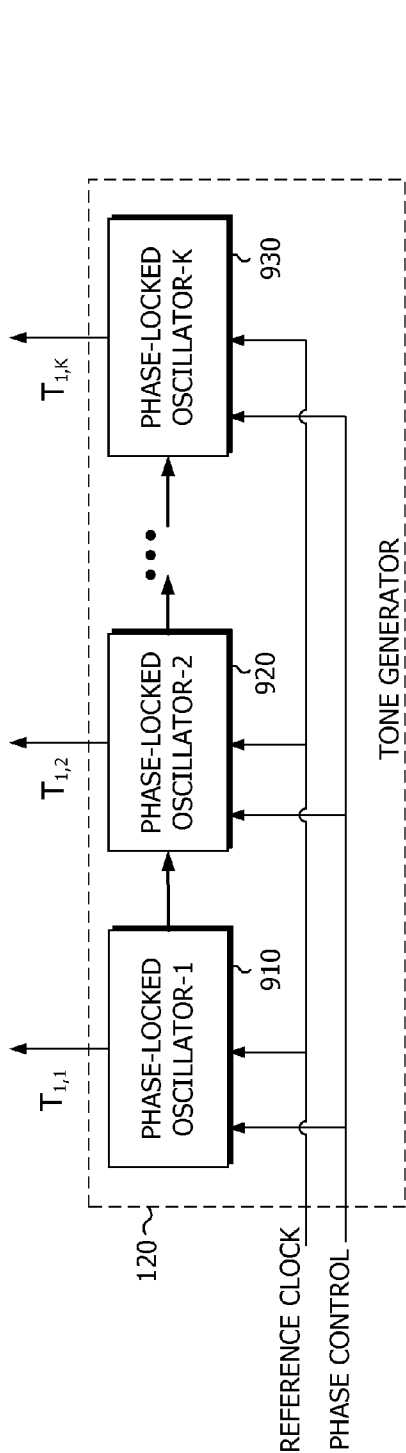 T1,1
T1,2
T1,K
PHASE-LOCKED
OSCILLATOR-1
PHASE-LOCKED
OSCILLATOR-2
•••
PHASE-LOCKED
OSCILLATOR-K
910
920
930
120
REFERENCE CLOCK
PHASE CONTROL
TONE GENERATOR